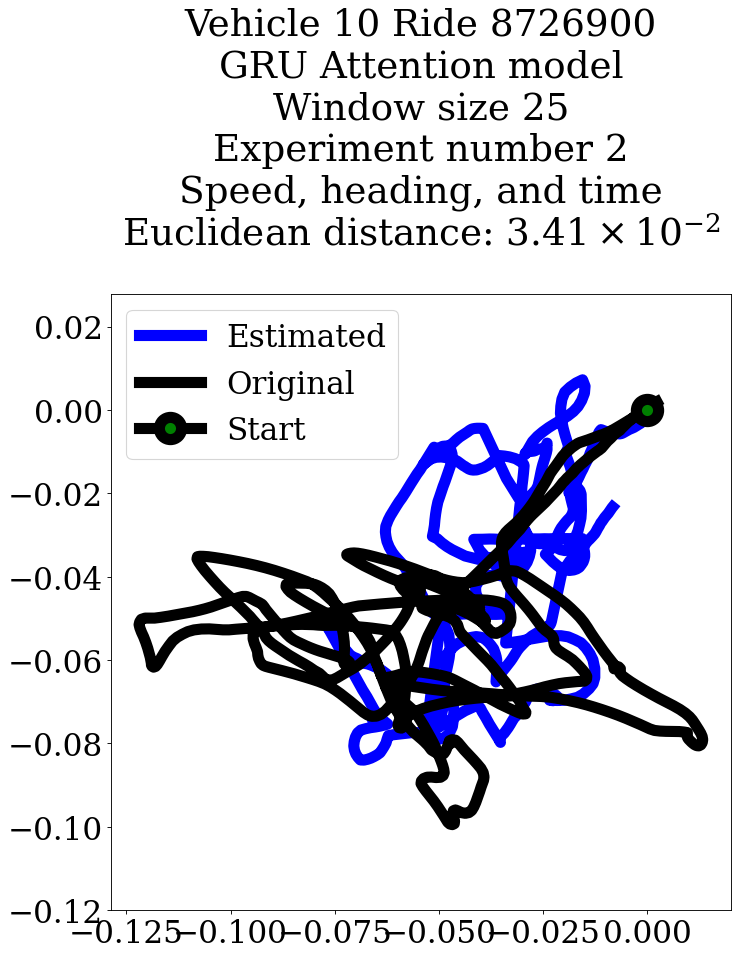 Vehicle 10 Ride 8726900
GRU Attention model
Window size 25
Experiment number 2
Speed, heading, and time
Euclidean distance: 3.41 × 10⁻²
Estimated
Original
Start
0.02
0.00
−0.02
−0.04
−0.06
−0.08
−0.10
−0.12
−0.125 −0.100 −0.075 −0.050 −0.025 0.000